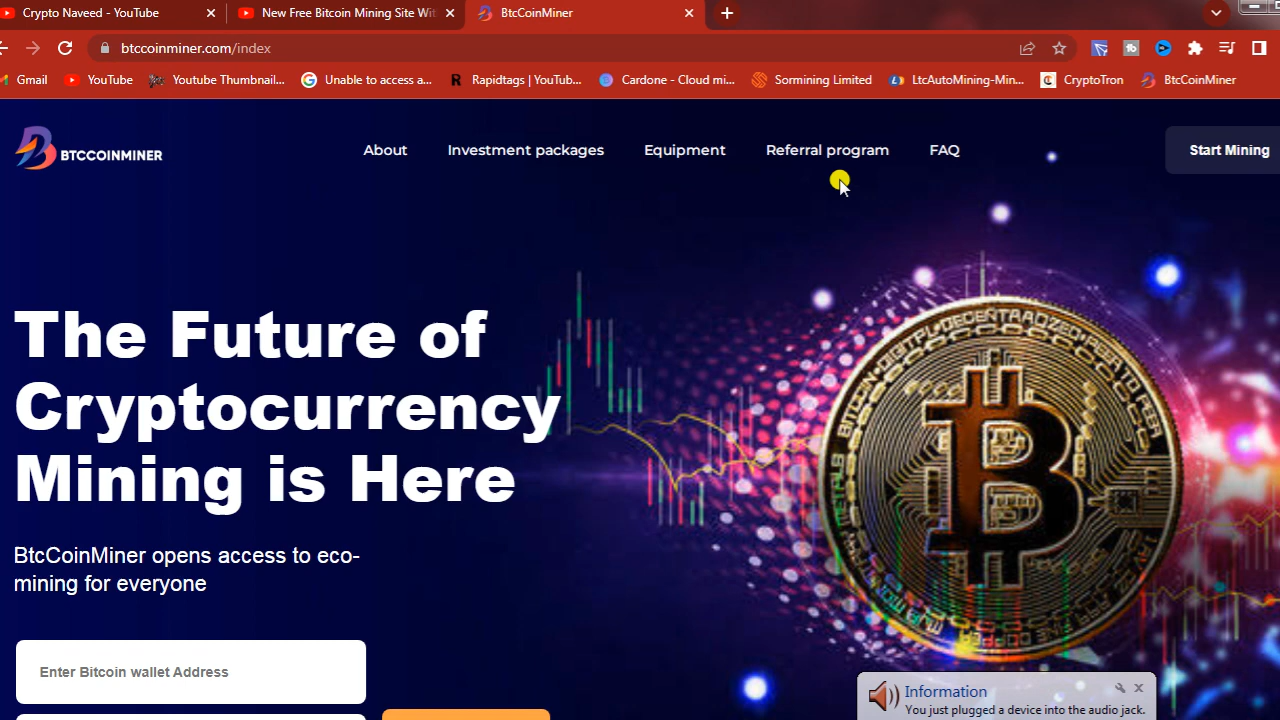 Crypto Naveed - YouTube
New Free Bitcoin Mining Site Wit
BtcCoinMiner
btccoinminer.com/index
Gmail
YouTube
Youtube Thumbnail...
Unable to access a...
Rapidtags | YouTub...
Cardone - Cloud mi...
Sormining Limited
LtcAutoMining-Min...
CryptoTron
BtcCoinMiner
BTCCOINMINER
About
Investment packages
Equipment
Referral program
FAQ
Start Mining
The Future of
Cryptocurrency
Mining is Here
BtcCoinMiner opens access to eco-
mining for everyone
Enter Bitcoin wallet Address
Information
You just plugged a device into the audio jack.